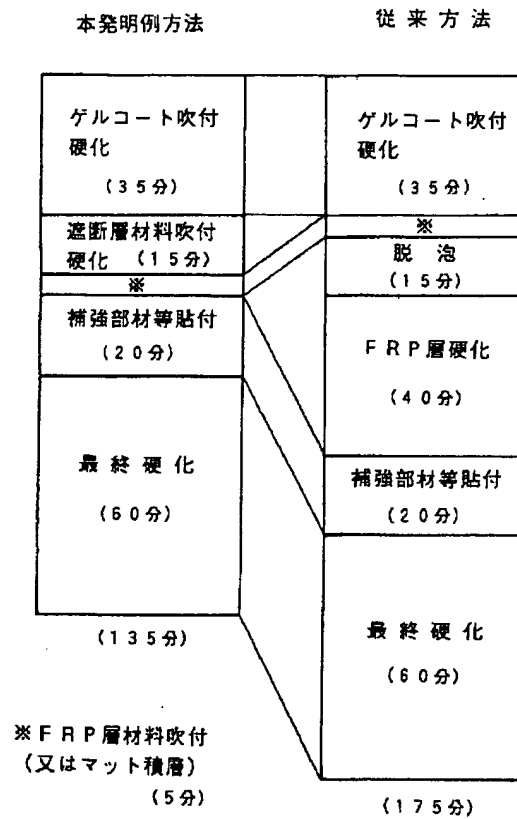 本発明例方法
ゲルコート吹付
硬化
(35分)
遮断層材料吹付
硬化 (15分)
※
補強部材等貼付
(20分)
最終硬化
(60分)
(135分)
※FRP層材料吹付
(又はマット積層)
(5分)
従来方法
ゲルコート吹付
硬化
(35分)
※
脱泡
(15分)
FRP層硬化
(40分)
補強部材等貼付
(20分)
最終硬化
(60分)
(175分)